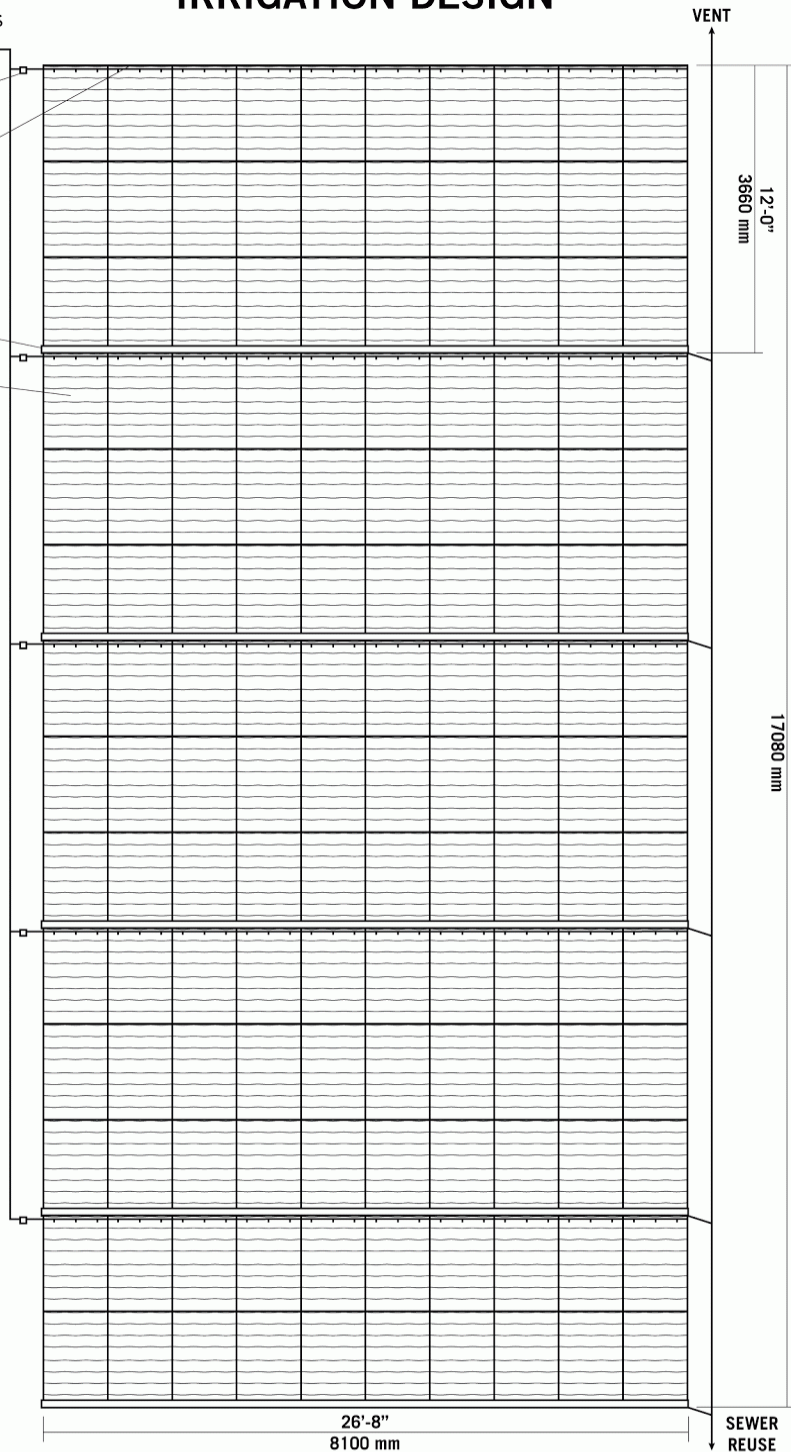 IRRIGATION DESIGN
S
VENT
12'-0"
3660 mm
17080 mm
26'-8"
8100 mm
SEWER
REUSE